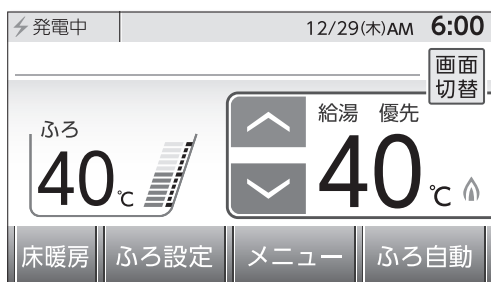 発電中 12/29(木)AM 6:00
画面
切替
ふろ
40℃
給湯 優先
40℃
床暖房 ふろ設定 メニュー ふろ自動